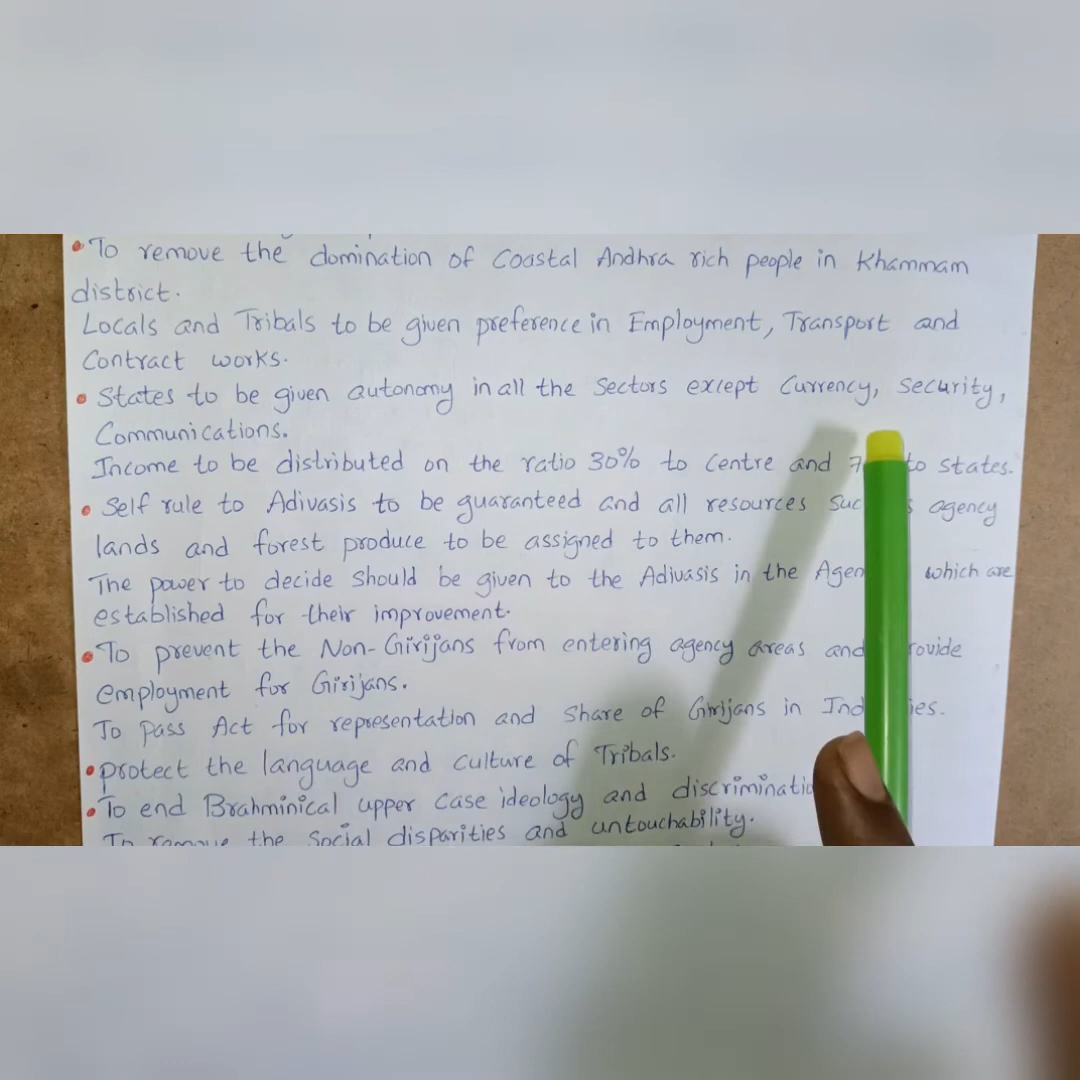 • To remove the domination of Coastal Andhra rich people in Khammam
district.
Locals and Tribals to be given preference in Employment, Transport and
Contract works.
• States to be given autonomy in all the Sectors except Currency, Security,
Communications.
Income to be distributed on the ratio 30% to Centre and to states.
• Self rule to Adivasis to be guaranteed and all resources agency
lands and forest produce to be assigned to them.
The power to decide should be given to the Adivasis in the which are
established for their improvement.
• To prevent the Non-Girijans from entering agency areas and
employment for Girijans.
To pass Act for representation and Share of Girijans in
• protect the language and culture of Tribals.
• To end Brahminical upper case ideology and
To remove the Social disparities and untouchability.